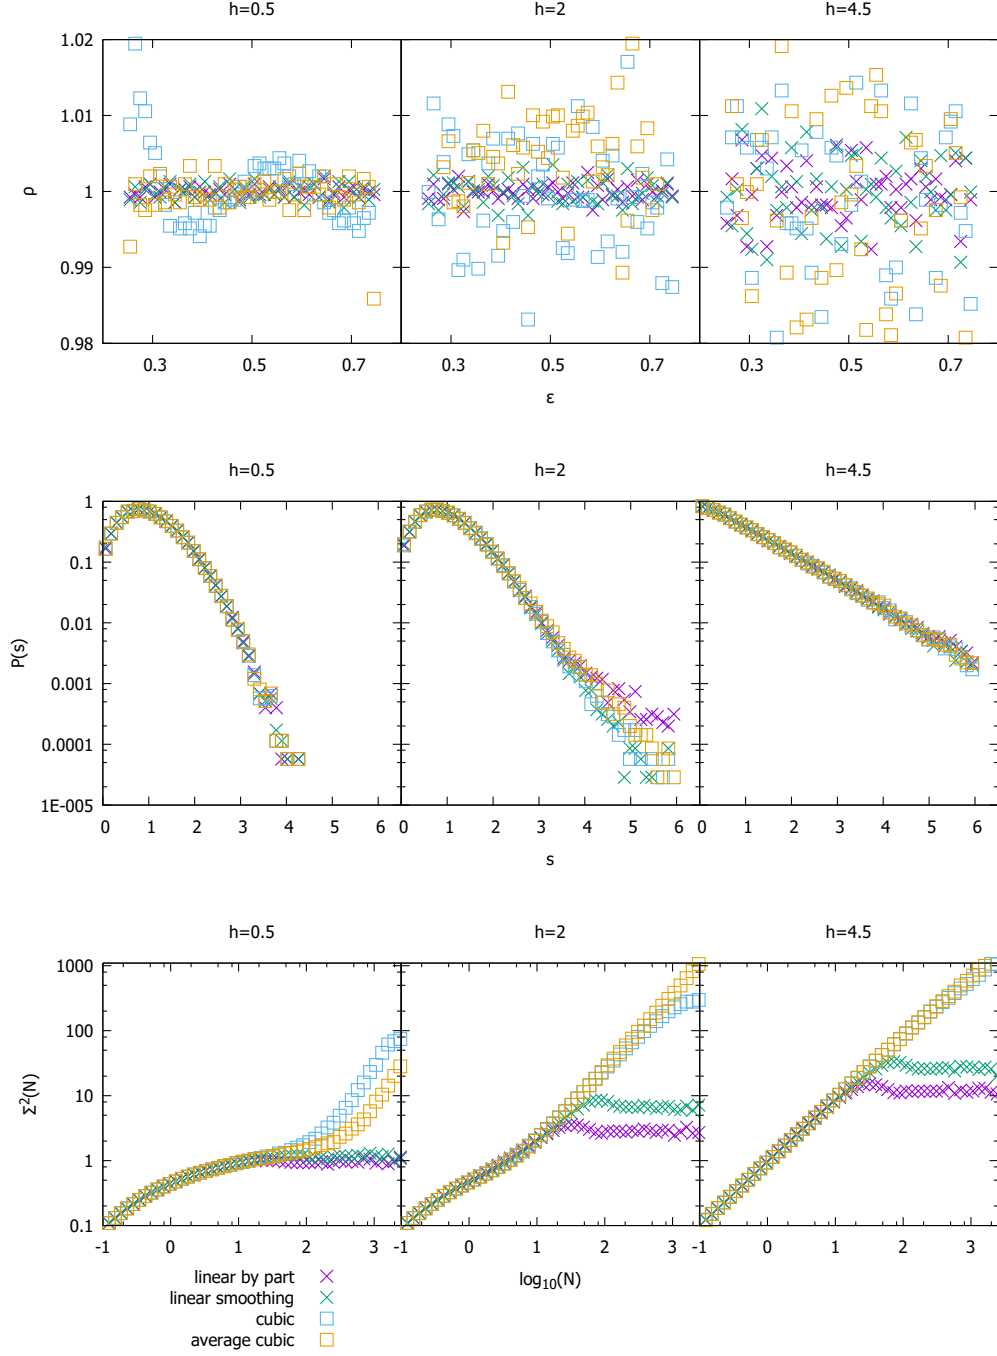 h=0.5 h=2 h=4.5
1.02
1.01
1
0.99
0.98
ρ
0.3 0.5 0.7 0.3 0.5 0.7 0.3 0.5 0.7
ε
h=0.5 h=2 h=4.5
1
0.1
0.01
0.001
0.0001
1E-005
P(s)
0 1 2 3 4 5 6 0 1 2 3 4 5 6 0 1 2 3 4 5 6
s
h=0.5 h=2 h=4.5
1000
100
10
1
0.1
Σ²(N)
-1 0 1 2 3 -1 0 1 2 3 -1 0 1 2 3
log₁₀(N)
linear by part
linear smoothing
cubic
average cubic